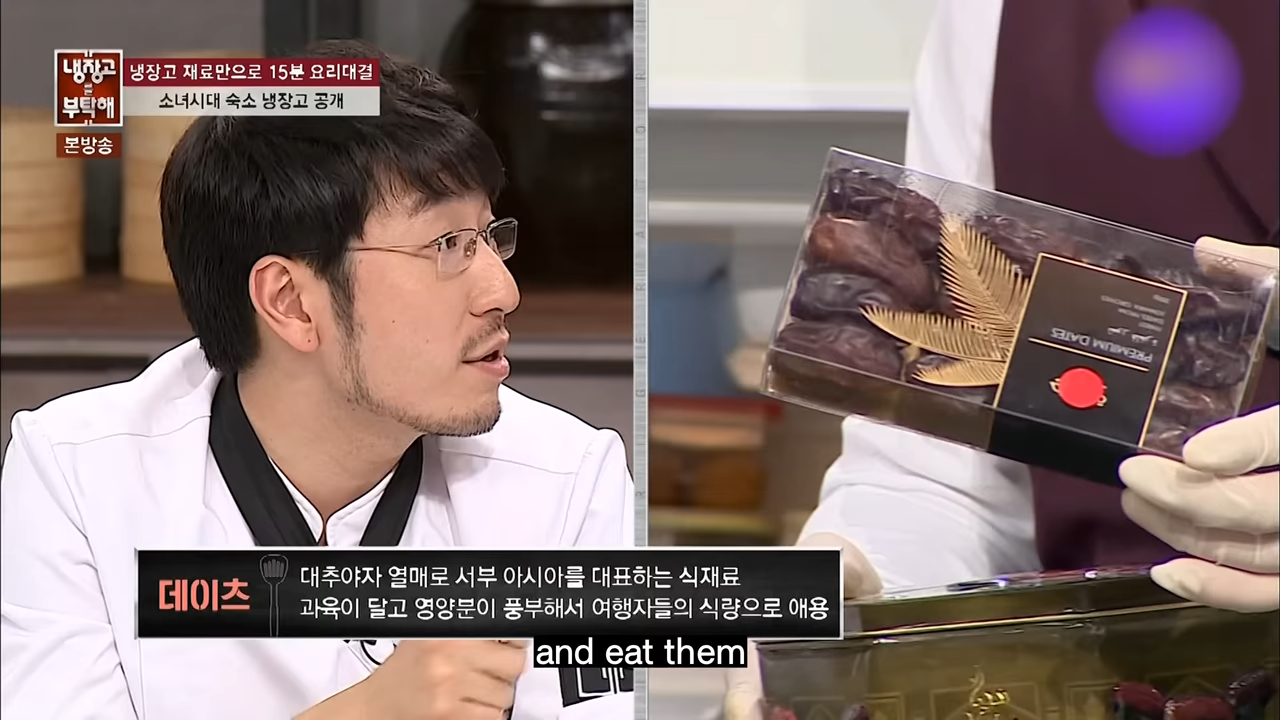 냉장고
를
부탁해
본방송
냉장고 재료만으로 15분 요리대결
소녀시대 숙소 냉장고 공개
PREMIUM DATES
데이츠
대추야자 열매로 서부 아시아를 대표하는 식재료
과육이 달고 영양분이 풍부해서 여행자들의 식량으로 애용
and eat them